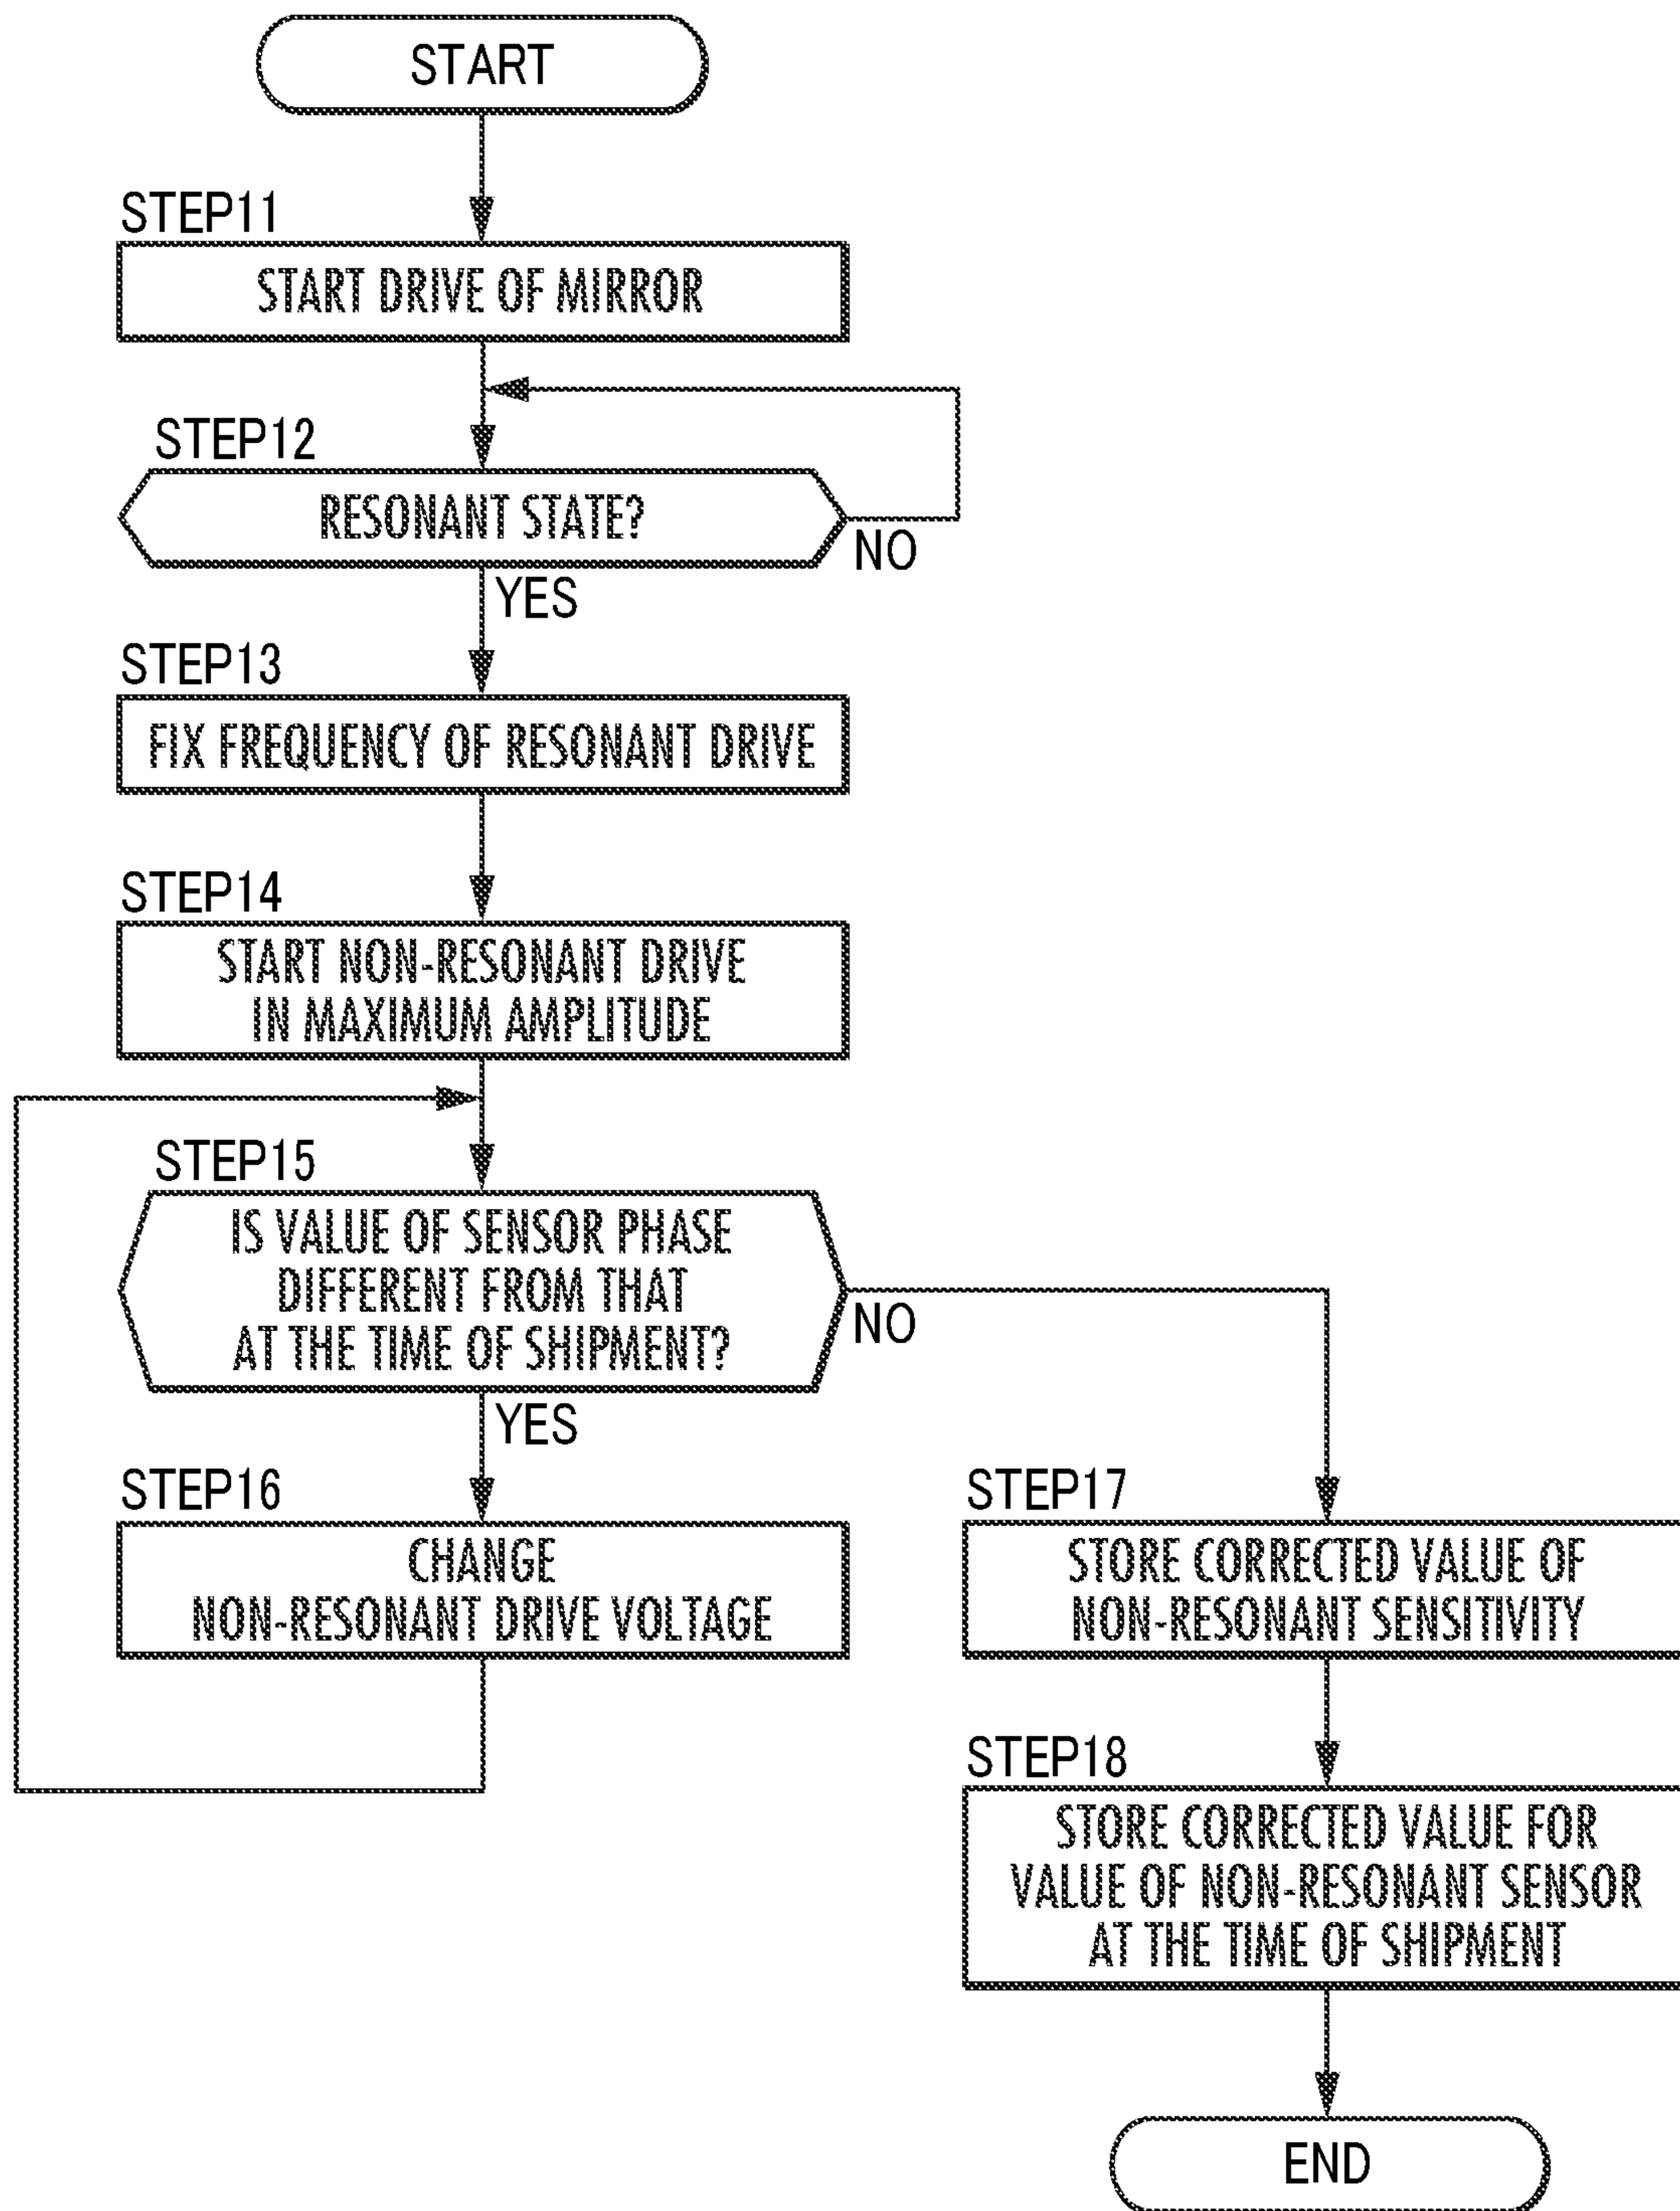 START
STEP11
START DRIVE OF MIRROR
STEP12
RESONANT STATE?
NO
YES
STEP13
FIX FREQUENCY OF RESONANT DRIVE
STEP14
START NON-RESONANT DRIVE
IN MAXIMUM AMPLITUDE
STEP15
IS VALUE OF SENSOR PHASE
DIFFERENT FROM THAT
AT THE TIME OF SHIPMENT?
NO
YES
STEP16
CHANGE
NON-RESONANT DRIVE VOLTAGE
STEP17
STORE CORRECTED VALUE OF
NON-RESONANT SENSITIVITY
STEP18
STORE CORRECTED VALUE FOR
VALUE OF NON-RESONANT SENSOR
AT THE TIME OF SHIPMENT
END